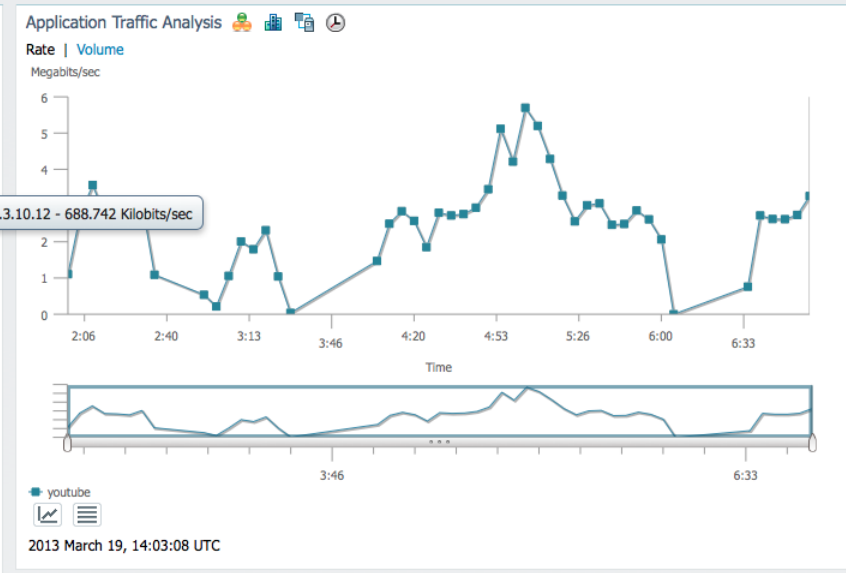 Application Traffic Analysis
Rate | Volume
Megabits/sec
6
5
4
.3.10.12 - 688.742 Kilobits/sec
2
1
0
2:06 2:40 3:13 3:46 4:20 4:53 5:26 6:00 6:33
Time
3:46 6:33
youtube
2013 March 19, 14:03:08 UTC